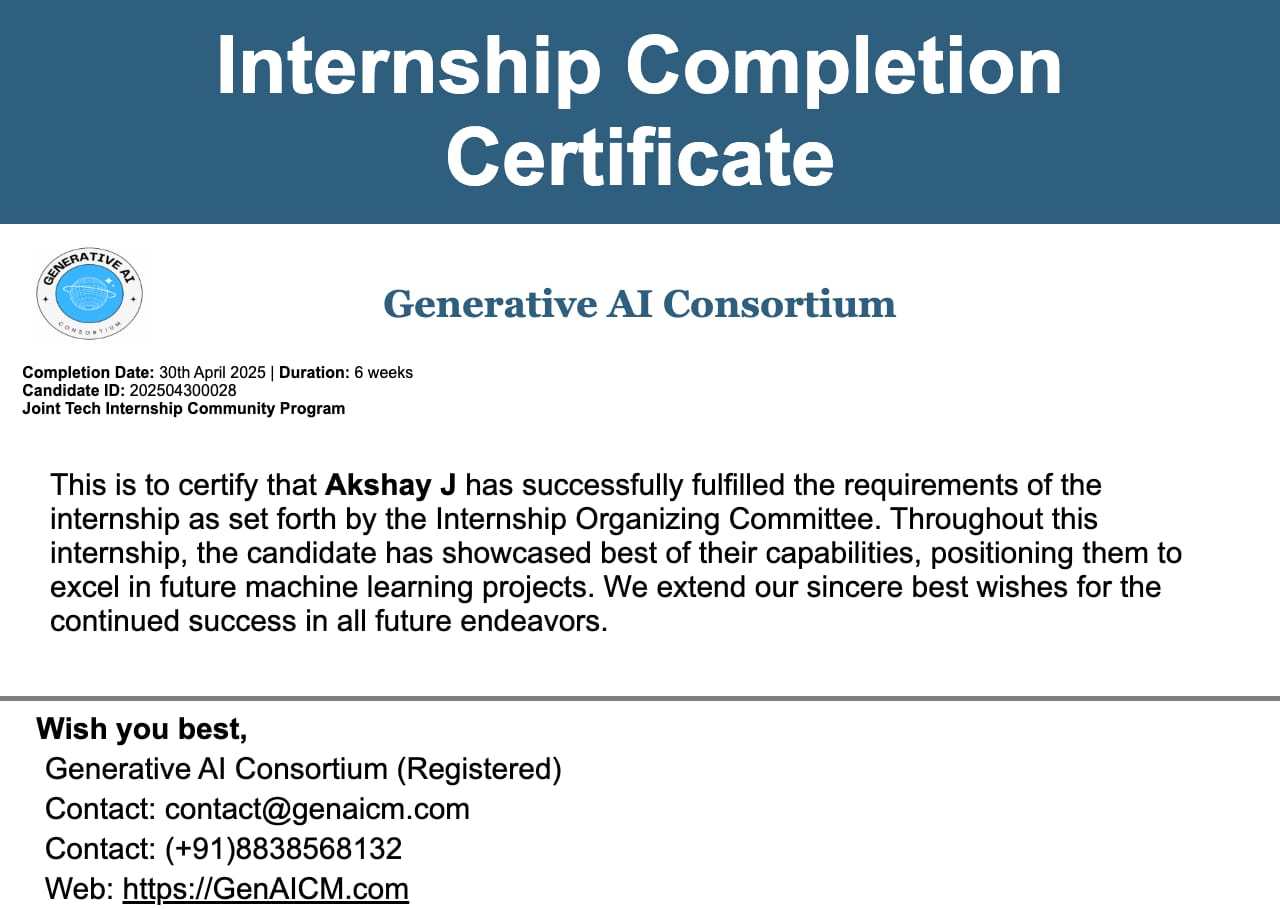 Internship Completion
Certificate
GENERATIVE AI
CONSORTIUM
Generative AI Consortium
Completion Date: 30th April 2025 | Duration: 6 weeks
Candidate ID: 202504300028
Joint Tech Internship Community Program
This is to certify that Akshay J has successfully fulfilled the requirements of the
internship as set forth by the Internship Organizing Committee. Throughout this
internship, the candidate has showcased best of their capabilities, positioning them to
excel in future machine learning projects. We extend our sincere best wishes for the
continued success in all future endeavors.
Wish you best,
Generative AI Consortium (Registered)
Contact: contact@genaicm.com
Contact: (+91)8838568132
Web: https://GenAICM.com